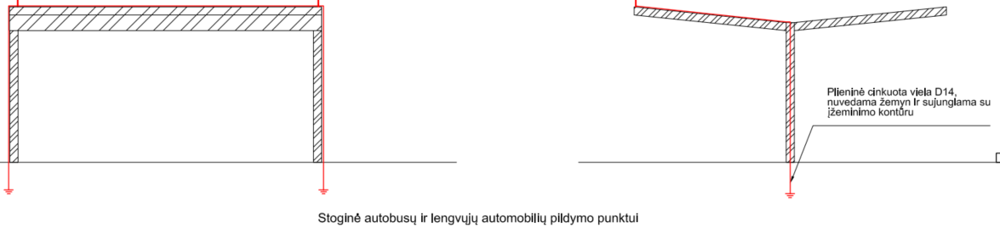 Plieninė cinkuota viela D14,
nuvedama žemyn ir sujungiama su
įžeminimo kontūru
Stoginė autobusų ir lengvųjų automobilių pildymo punktui